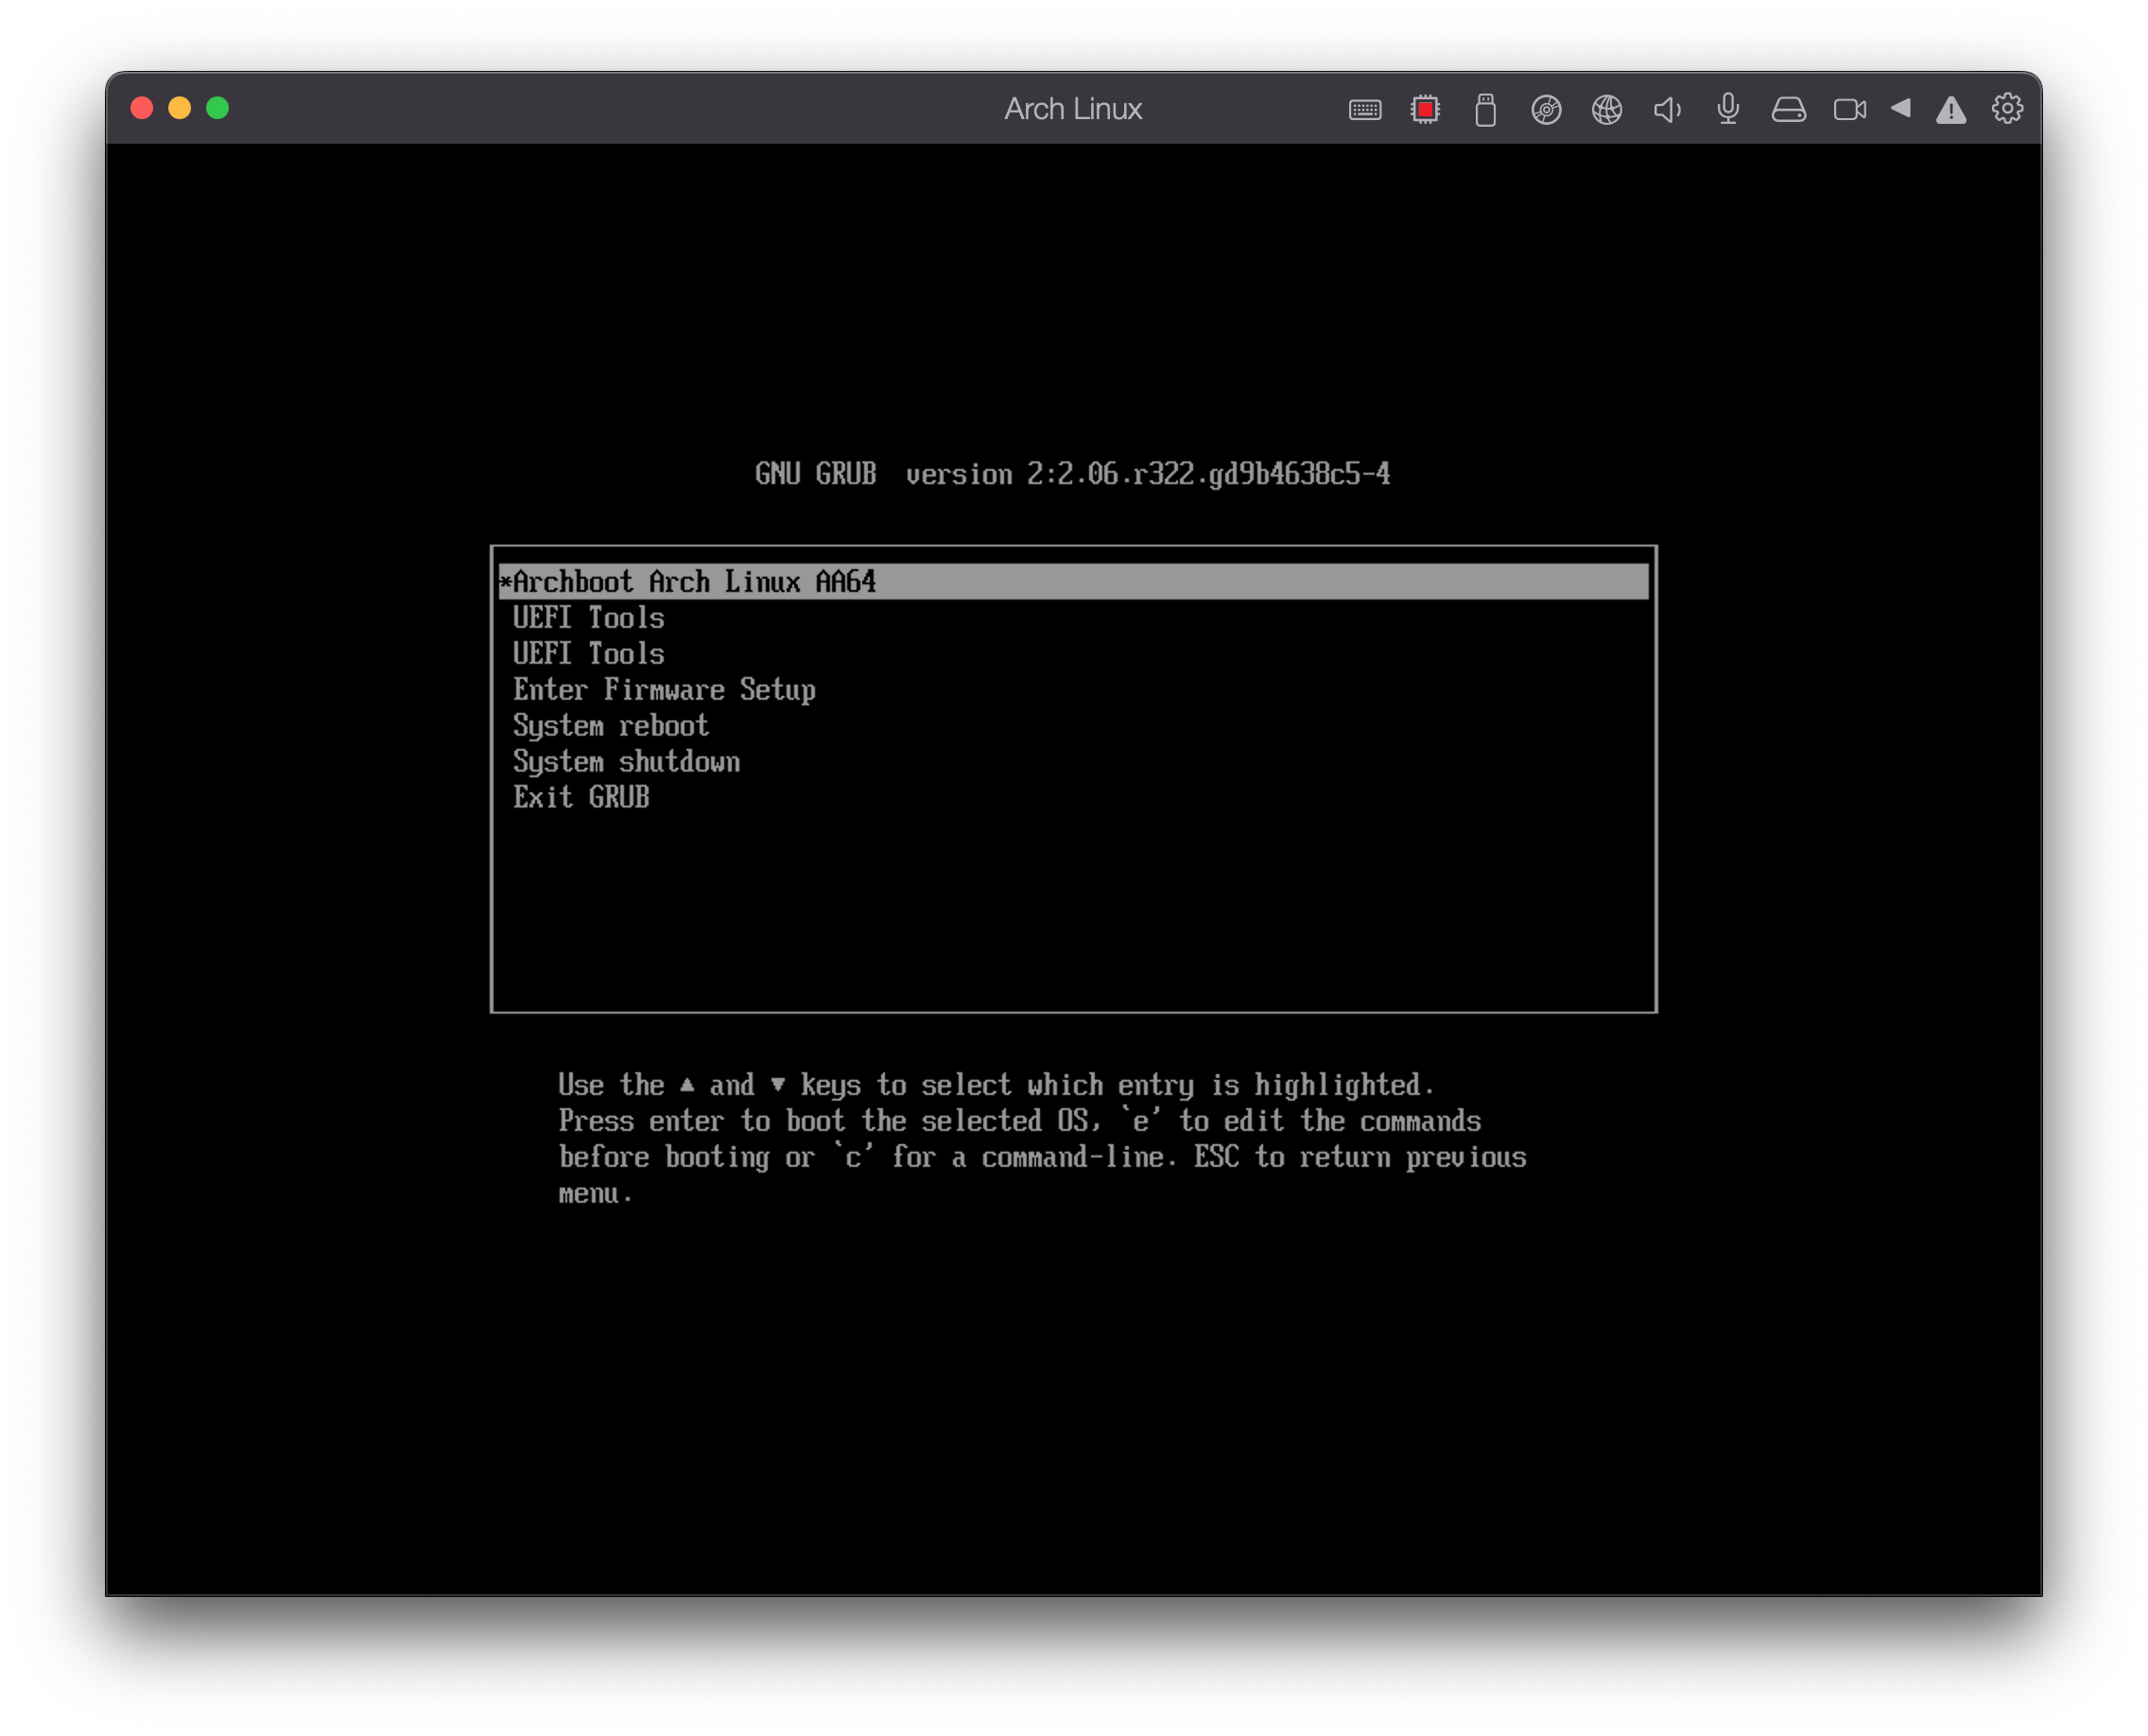 Arch Linux
GNU GRUB  version 2:2.06.r322.gd9b4638c5-4
*Archboot Arch Linux AA64
UEFI Tools
UEFI Tools
Enter Firmware Setup
System reboot
System shutdown
Exit GRUB
Use the ▲ and ▼ keys to select which entry is highlighted.
Press enter to boot the selected OS, `e' to edit the commands
before booting or `c' for a command-line. ESC to return previous
menu.